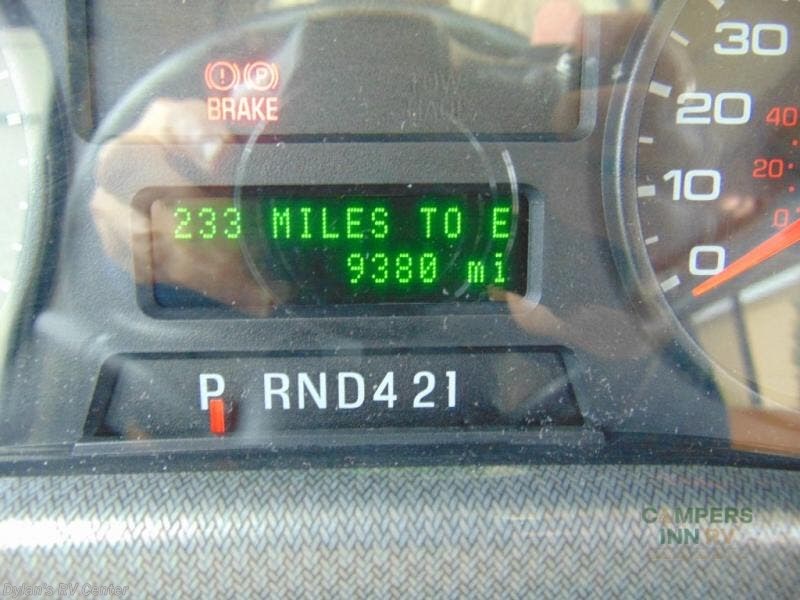 BRAKE
233 MILES TO E
9380 mi
P RND421
30
20
10
0
40
20
0
CAMPERS
INN RV
Dylan's RV Center